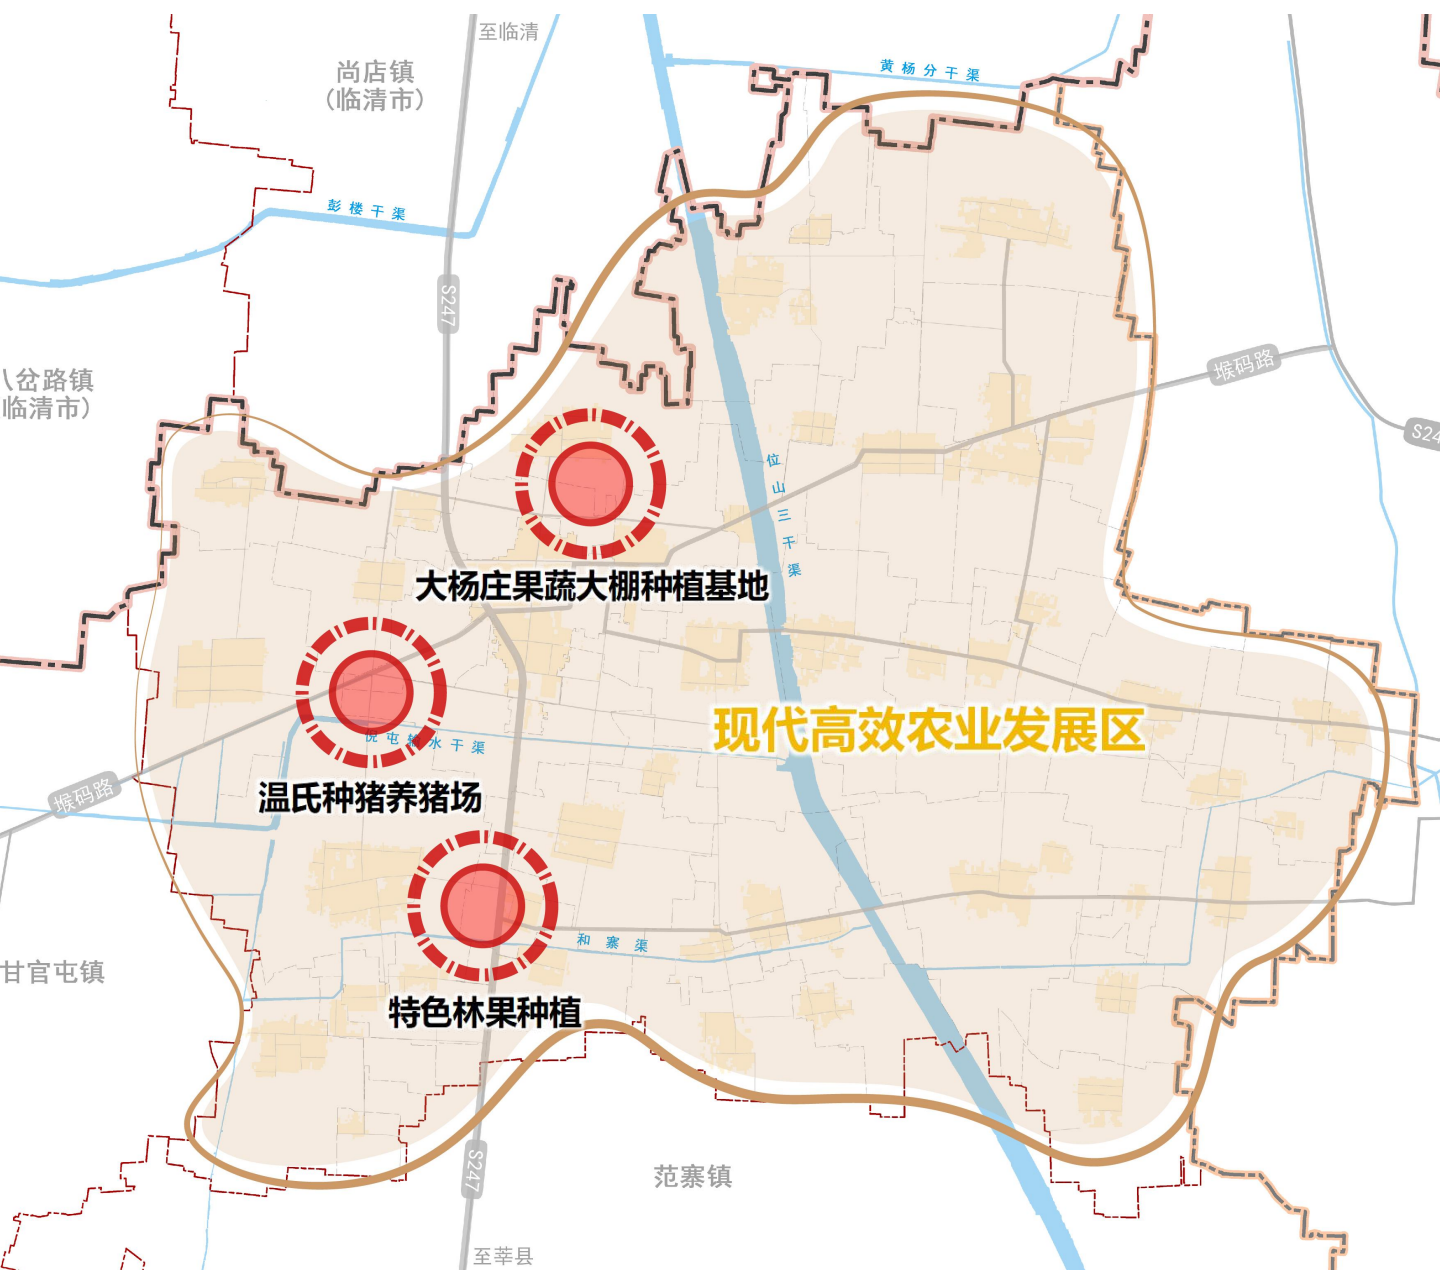 至临清
尚店镇
(临清市)
黄杨分干渠
彭楼干渠
S247
八岔路镇
临清市)
堠码路
S24
位山三干渠
大杨庄果蔬大棚种植基地
现代高效农业发展区
倪屯输水干渠
温氏种猪养猪场
堠码路
和寨渠
甘官屯镇
特色林果种植
范寨镇
S247
至莘县